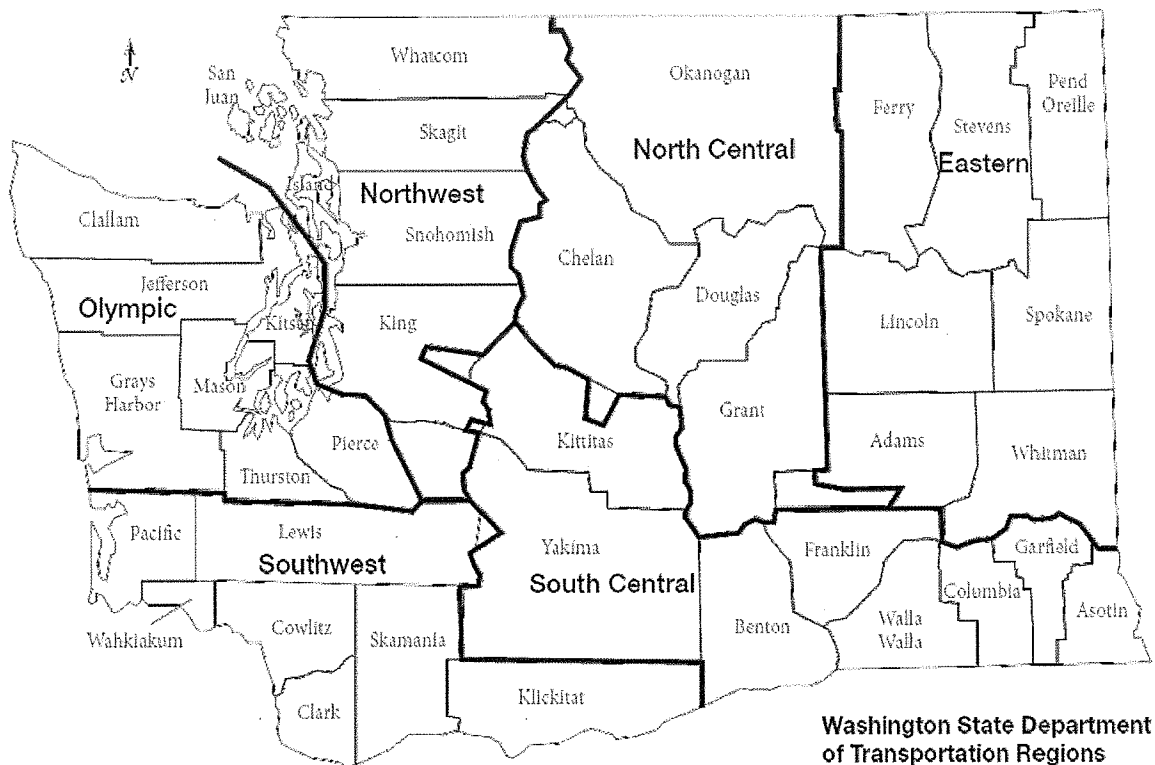 N
Whatcom
Okanogan
San
Juan
Ferry
Pend
Oreille
Skagit
Stevens
North Central
Eastern
Island
Northwest
Clallam
Snohomish
Chelan
Jefferson
Olympic
Douglas
Kitsap
King
Lincoln
Spokane
Grays
Harbor
Mason
Grant
Pierce
Kittitas
Adams
Whitman
Thurston
Pacific
Lewis
Southwest
Yakima
South Central
Franklin
Garfield
Columbia
Asotin
Wahkiakum
Cowlitz
Skamania
Benton
Walla
Walla
Klickitat
Clark
Washington State Department
of Transportation Regions